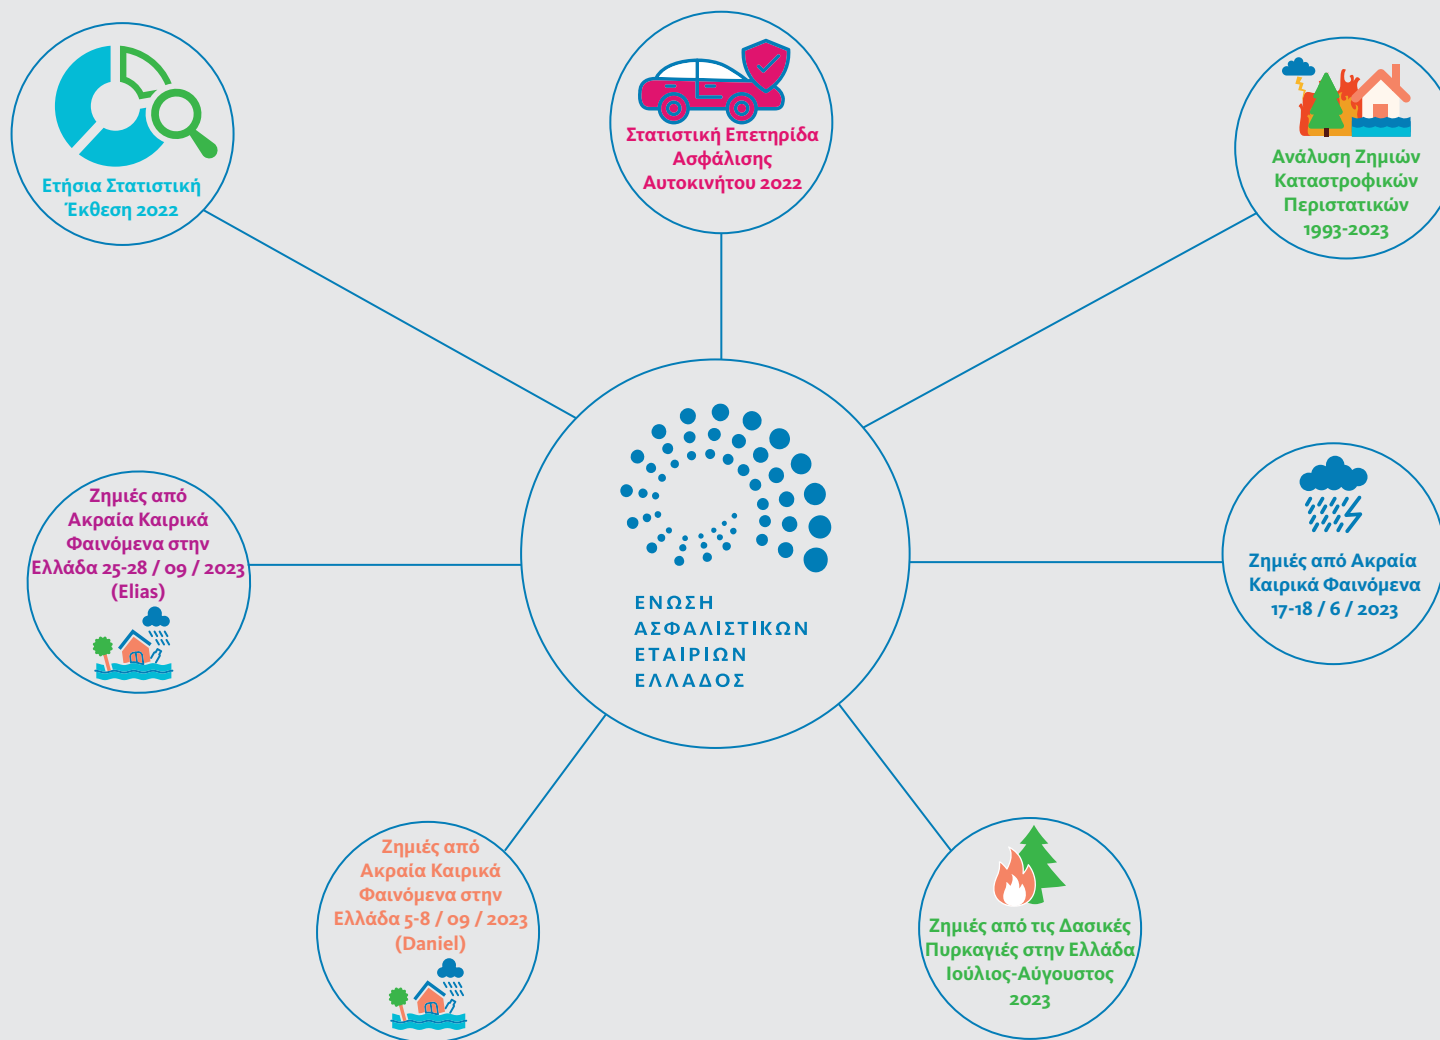 Ετήσια Στατιστική
Έκθεση 2022
Στατιστική Επετηρίδα
Ασφάλισης
Αυτοκινήτου 2022
Ανάλυση Ζημιών
Καταστροφικών
Περιστατικών
1993-2023
Ζημιές από
Ακραία Καιρικά
Φαινόμενα στην
Ελλάδα 25-28 / 09 / 2023
(Elias)
ΕΝΩΣΗ
ΑΣΦΑΛΙΣΤΙΚΩΝ
ΕΤΑΙΡΙΩΝ
ΕΛΛΑΔΟΣ
Ζημιές από Ακραία
Καιρικά Φαινόμενα
17-18 / 6 / 2023
Ζημιές από
Ακραία Καιρικά
Φαινόμενα στην
Ελλάδα 5-8 / 09 / 2023
(Daniel)
Ζημιές από τις Δασικές
Πυρκαγιές στην Ελλάδα
Ιούλιος-Αύγουστος
2023